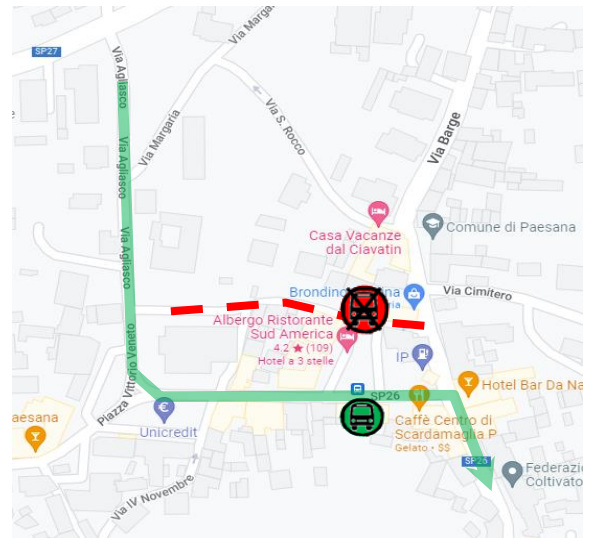 Via Margaria
SP27
Via Agliasco
Via Margaria
Via S. Rocco
Via Barge
Via Agliasco
Casa Vacanze
dal Ciavatin
Comune di Paesana
Via Agliasco
Via Cimitero
Albergo Ristorante
Sud America
4.2 ★ (109)
Hotel a 3 stelle
IP
Piazza Vittorio Veneto
SP26
Hotel Bar Da Na
aesana
Unicredit
Caffè Centro di
Scardamaglia P
Gelato · $$
SP26
Federazi
Coltivato
Via IV Novembre